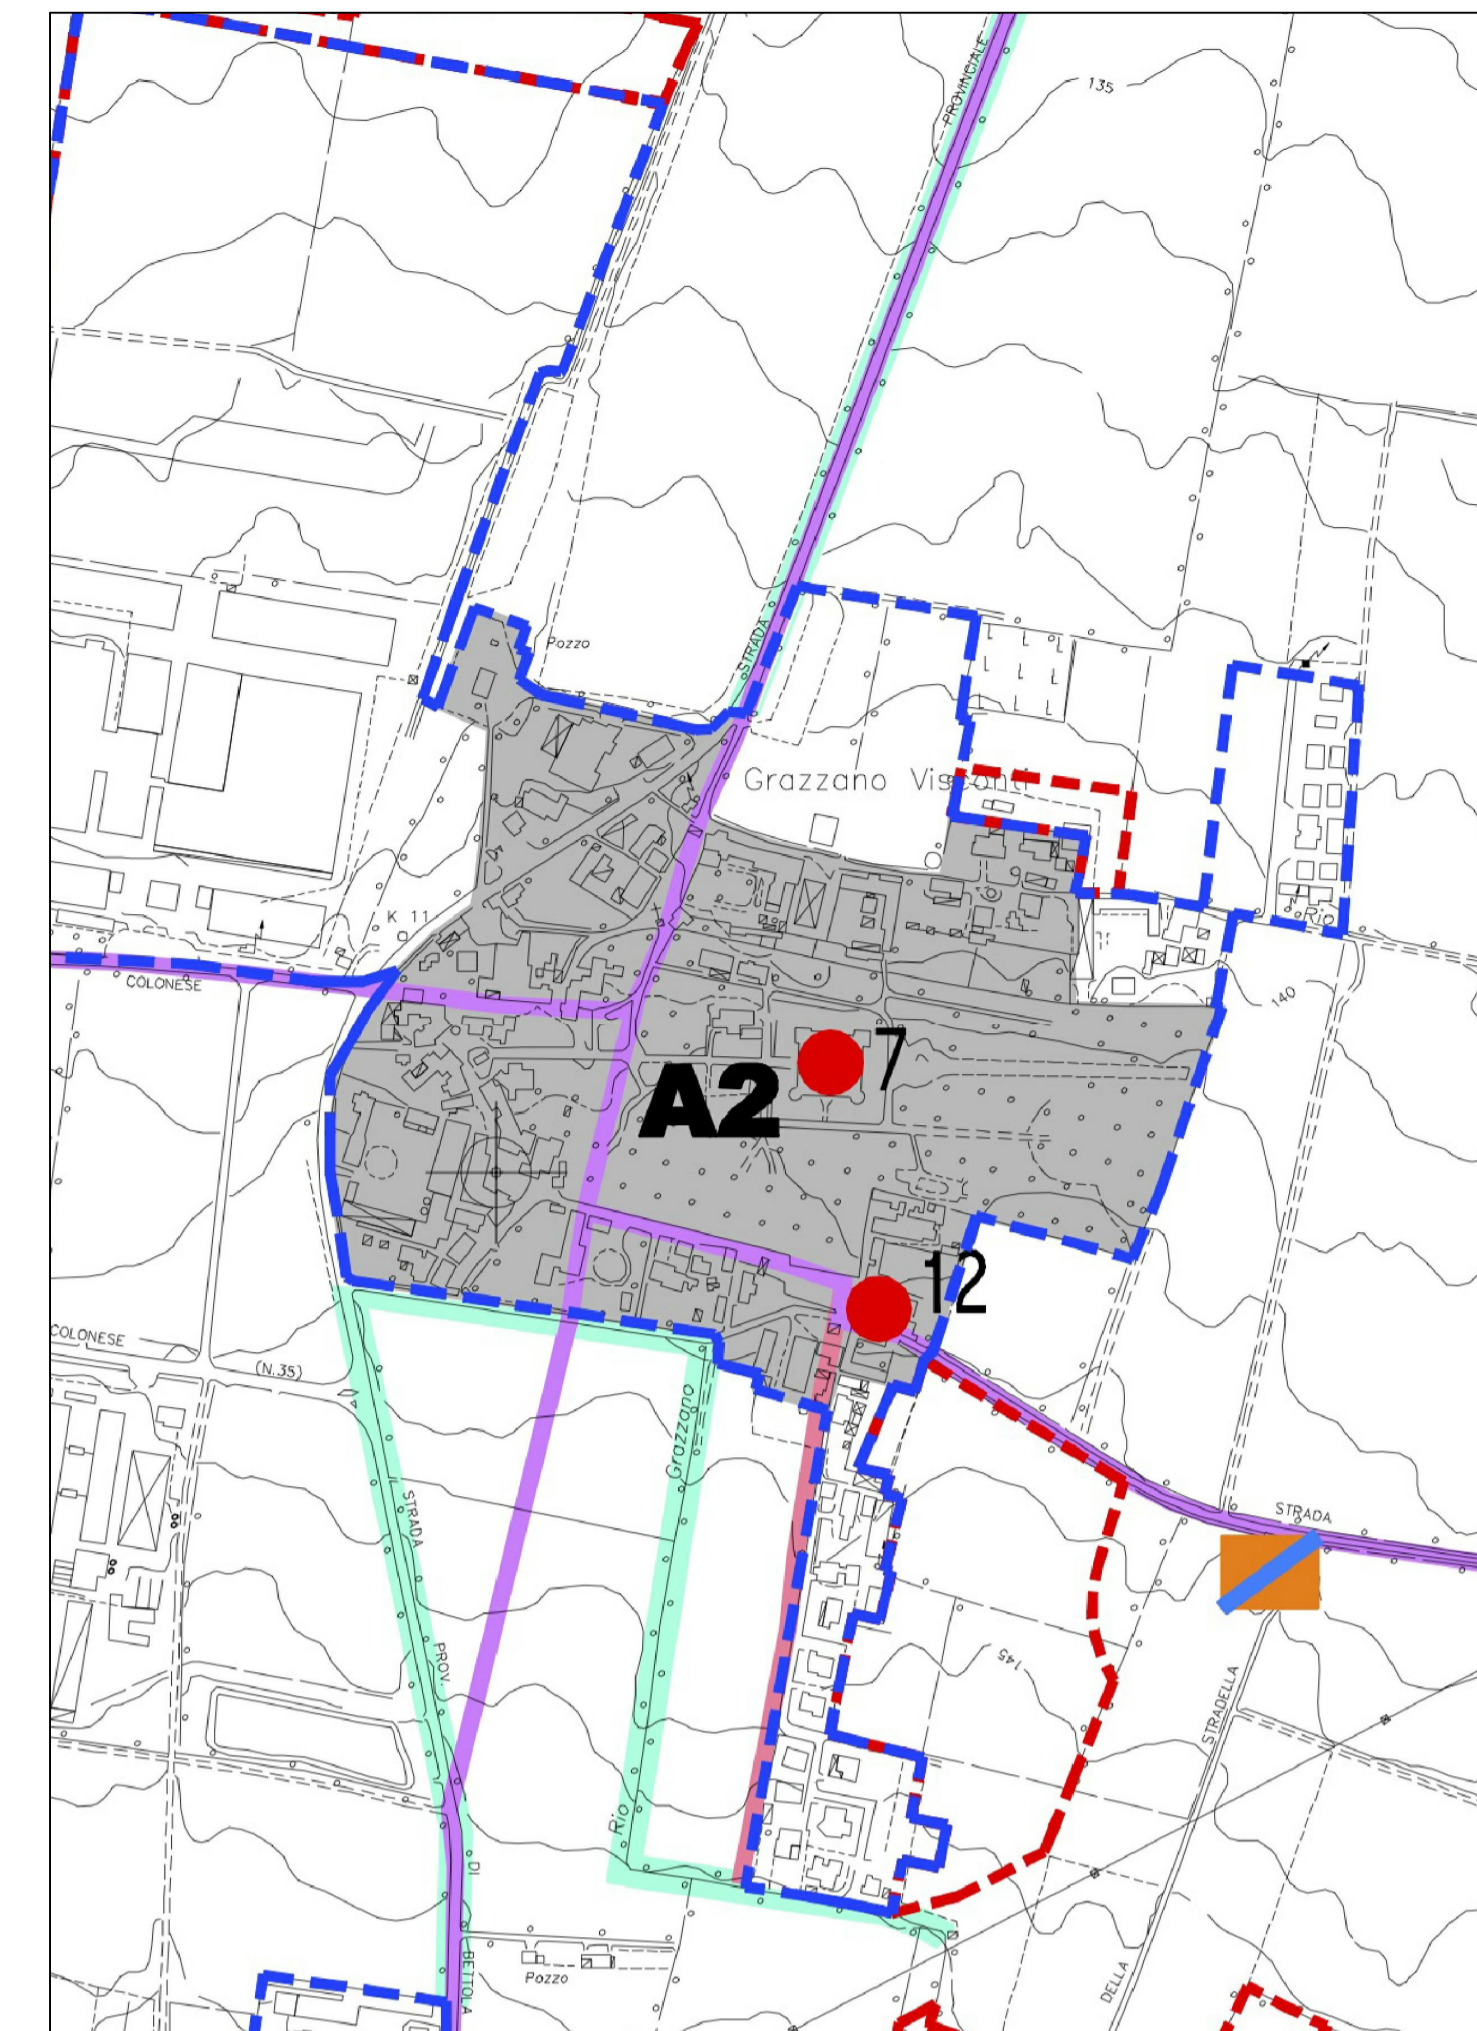 PROVINCIALE
135
STRADA
Pozzo
Grazzano Visconti
K 11
Rio
COLONESE
140
7
A2
12
COLONESE
(N.35)
Grazzano
STRADA
STRADA
PROV.
145
STRADELLA
Rio
DI
DELLA
BETTOLA
Pozzo